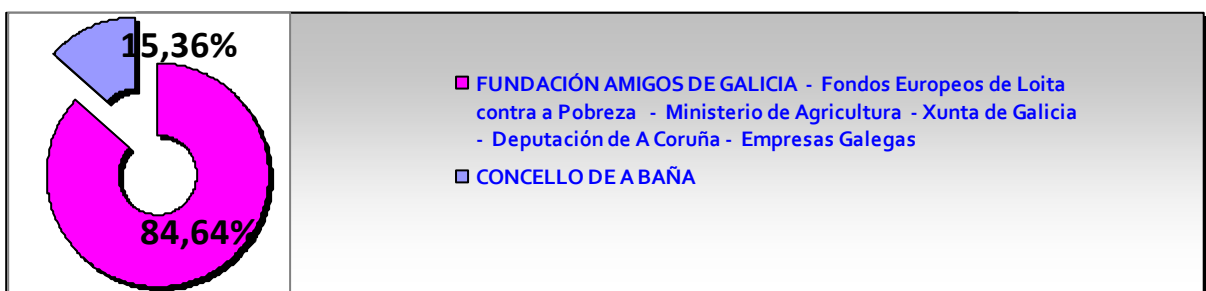 15,36%
84,64%
FUNDACIÓN AMIGOS DE GALICIA - Fondos Europeos de Loita
contra a Pobreza - Ministerio de Agricultura - Xunta de Galicia
- Deputación de A Coruña - Empresas Galegas
CONCELLO DE A BAÑA